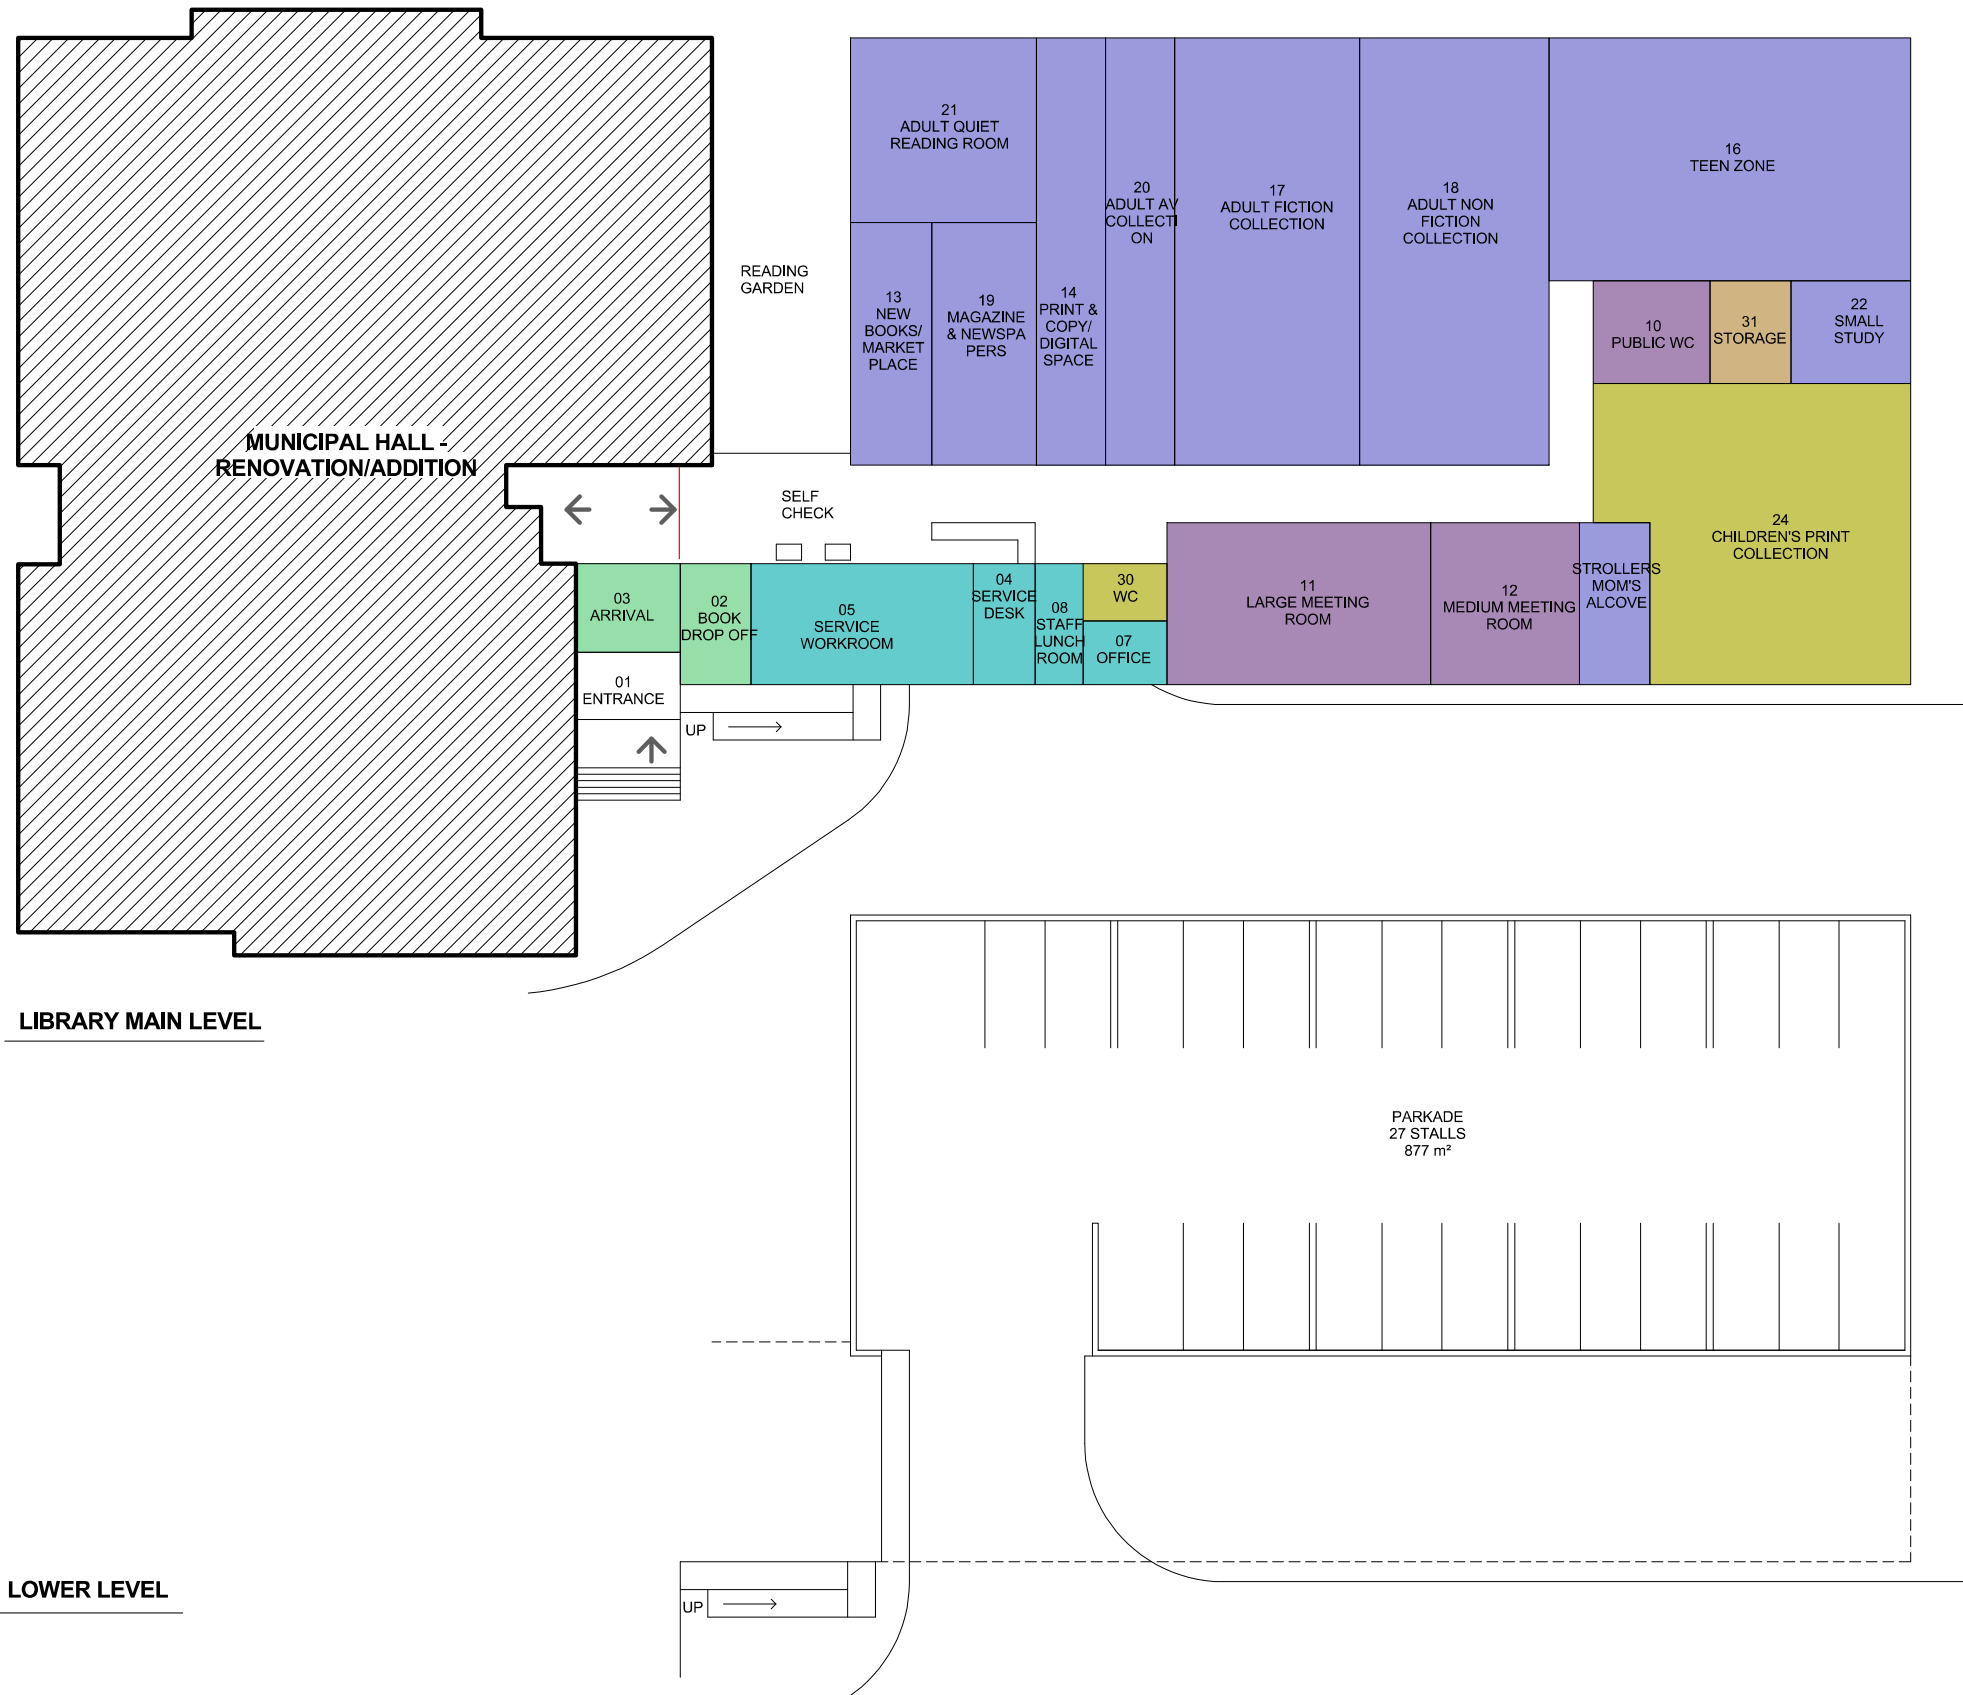 21
ADULT QUIET
READING ROOM
20
ADULT AV
COLLECTI
ON
17
ADULT FICTION
COLLECTION
18
ADULT NON
FICTION
COLLECTION
16
TEEN ZONE
READING
GARDEN
13
NEW
BOOKS/
MARKET
PLACE
19
MAGAZINE
& NEWSPA
PERS
14
PRINT &
COPY/
DIGITAL
SPACE
10
PUBLIC WC
31
STORAGE
22
SMALL
STUDY
MUNICIPAL HALL -
RENOVATION/ADDITION
SELF
CHECK
24
CHILDREN'S PRINT
COLLECTION
03
ARRIVAL
02
BOOK
DROP OFF
05
SERVICE
WORKROOM
04
SERVICE
DESK
08
STAFF
LUNCH
ROOM
30
WC
07
OFFICE
11
LARGE MEETING
ROOM
12
MEDIUM MEETING
ROOM
STROLLERS
MOM'S
ALCOVE
01
ENTRANCE
UP
LIBRARY MAIN LEVEL
PARKADE
27 STALLS
877 m²
LOWER LEVEL
UP